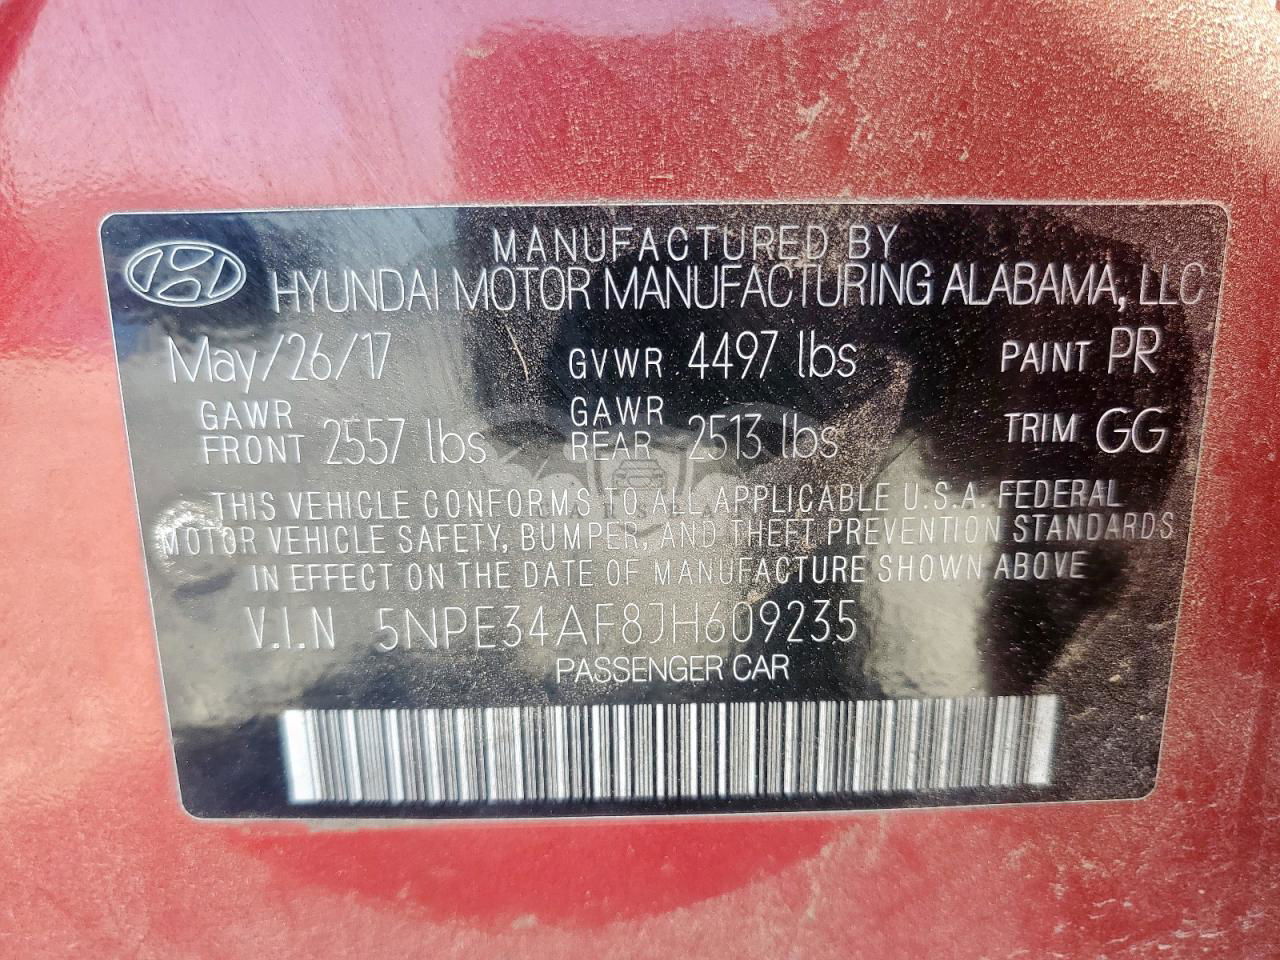 MANUFACTURED BY
HYUNDAI MOTOR MANUFACTURING ALABAMA, LLC
May/26/17 GVWR 4497 lbs PAINT PR
GAWR FRONT 2557 lbs GAWR REAR 2513 lbs TRIM GG
THIS VEHICLE CONFORMS TO ALL APPLICABLE U.S.A. FEDERAL
MOTOR VEHICLE SAFETY, BUMPER, AND THEFT PREVENTION STANDARDS
IN EFFECT ON THE DATE OF MANUFACTURE SHOWN ABOVE
V.I.N 5NPE34AF8JH609235
PASSENGER CAR